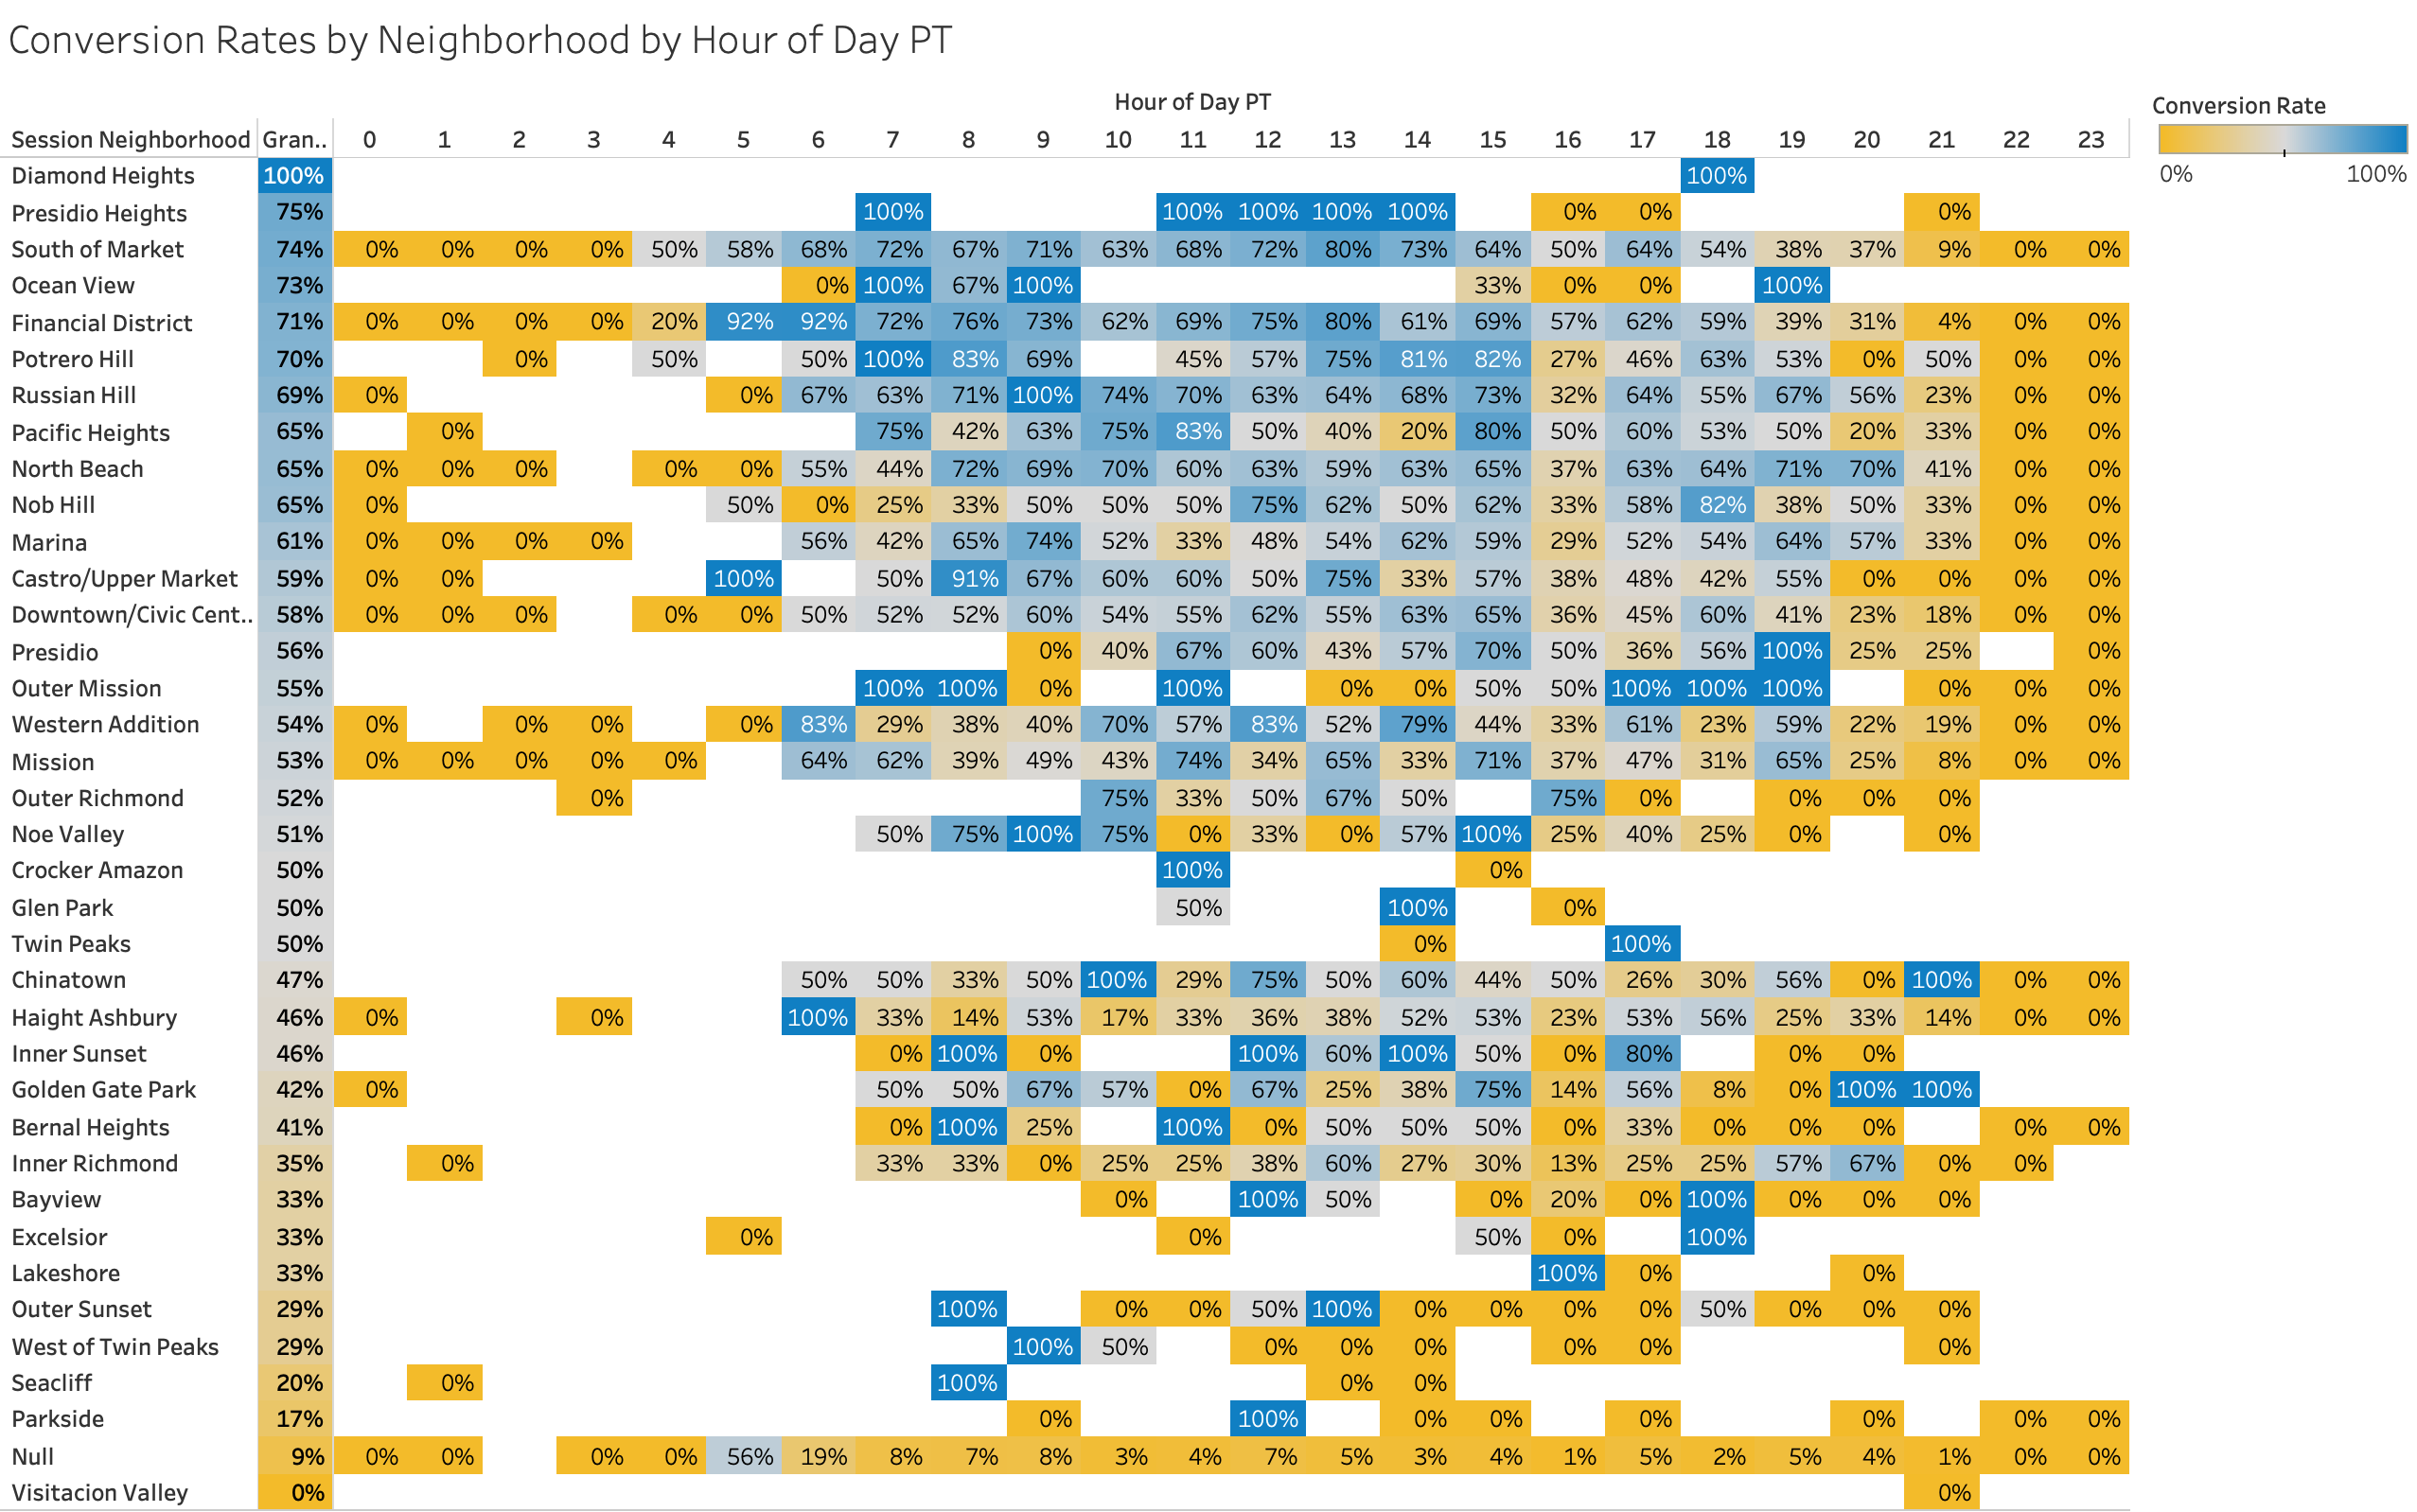 Conversion Rates by Neighborhood by Hour of Day PT
Hour of Day PT
Conversion Rate
Session Neighborhood Gran.. 0 1 2 3 4 5 6 7 8 9 10 11 12 13 14 15 16 17 18 19 20 21 22 23
0% 100%
Diamond Heights 100% 100%
Presidio Heights 75% 100% 100% 100% 100% 100% 0% 0% 0%
South of Market 74% 0% 0% 0% 0% 50% 58% 68% 72% 67% 71% 63% 68% 72% 80% 73% 64% 50% 64% 54% 38% 37% 9% 0% 0%
Ocean View 73% 0% 100% 67% 100% 33% 0% 0% 100%
Financial District 71% 0% 0% 0% 0% 20% 92% 92% 72% 76% 73% 62% 69% 75% 80% 61% 69% 57% 62% 59% 39% 31% 4% 0% 0%
Potrero Hill 70% 0% 50% 50% 100% 83% 69% 45% 57% 75% 81% 82% 27% 46% 63% 53% 0% 50% 0% 0%
Russian Hill 69% 0% 0% 67% 63% 71% 100% 74% 70% 63% 64% 68% 73% 32% 64% 55% 67% 56% 23% 0% 0%
Pacific Heights 65% 0% 75% 42% 63% 75% 83% 50% 40% 20% 80% 50% 60% 53% 50% 20% 33% 0% 0%
North Beach 65% 0% 0% 0% 0% 0% 55% 44% 72% 69% 70% 60% 63% 59% 63% 65% 37% 63% 64% 71% 70% 41% 0% 0%
Nob Hill 65% 0% 50% 0% 25% 33% 50% 50% 50% 75% 62% 50% 62% 33% 58% 82% 38% 50% 33% 0% 0%
Marina 61% 0% 0% 0% 0% 56% 42% 65% 74% 52% 33% 48% 54% 62% 59% 29% 52% 54% 64% 57% 33% 0% 0%
Castro/Upper Market 59% 0% 0% 100% 50% 91% 67% 60% 60% 50% 75% 33% 57% 38% 48% 42% 55% 0% 0% 0% 0%
Downtown/Civic Cent.. 58% 0% 0% 0% 0% 0% 50% 52% 52% 60% 54% 55% 62% 55% 63% 65% 36% 45% 60% 41% 23% 18% 0% 0%
Presidio 56% 0% 40% 67% 60% 43% 57% 70% 50% 36% 56% 100% 25% 25% 0%
Outer Mission 55% 100% 100% 0% 100% 0% 0% 50% 50% 100% 100% 100% 0% 0% 0%
Western Addition 54% 0% 0% 0% 0% 83% 29% 38% 40% 70% 57% 83% 52% 79% 44% 33% 61% 23% 59% 22% 19% 0% 0%
Mission 53% 0% 0% 0% 0% 0% 64% 62% 39% 49% 43% 74% 34% 65% 33% 71% 37% 47% 31% 65% 25% 8% 0% 0%
Outer Richmond 52% 0% 75% 33% 50% 67% 50% 75% 0% 0% 0% 0%
Noe Valley 51% 50% 75% 100% 75% 0% 33% 0% 57% 100% 25% 40% 25% 0% 0%
Crocker Amazon 50% 100% 0%
Glen Park 50% 50% 100% 0%
Twin Peaks 50% 0% 100%
Chinatown 47% 50% 50% 33% 50% 100% 29% 75% 50% 60% 44% 50% 26% 30% 56% 0% 100% 0% 0%
Haight Ashbury 46% 0% 0% 100% 33% 14% 53% 17% 33% 36% 38% 52% 53% 23% 53% 56% 25% 33% 14% 0% 0%
Inner Sunset 46% 0% 100% 0% 100% 60% 100% 50% 0% 80% 0% 0%
Golden Gate Park 42% 0% 50% 50% 67% 57% 0% 67% 25% 38% 75% 14% 56% 8% 0% 100% 100%
Bernal Heights 41% 0% 100% 25% 100% 0% 50% 50% 50% 0% 33% 0% 0% 0% 0% 0%
Inner Richmond 35% 0% 33% 33% 0% 25% 25% 38% 60% 27% 30% 13% 25% 25% 57% 67% 0% 0%
Bayview 33% 0% 100% 50% 0% 20% 0% 100% 0% 0% 0%
Excelsior 33% 0% 0% 50% 0% 100%
Lakeshore 33% 100% 0% 0%
Outer Sunset 29% 100% 0% 0% 50% 100% 0% 0% 0% 0% 50% 0% 0% 0%
West of Twin Peaks 29% 100% 50% 0% 0% 0% 0% 0% 0%
Seacliff 20% 0% 100% 0% 0%
Parkside 17% 0% 100% 0% 0% 0% 0% 0% 0%
Null 9% 0% 0% 0% 0% 56% 19% 8% 7% 8% 3% 4% 7% 5% 3% 4% 1% 5% 2% 5% 4% 1% 0% 0%
Visitacion Valley 0% 0%